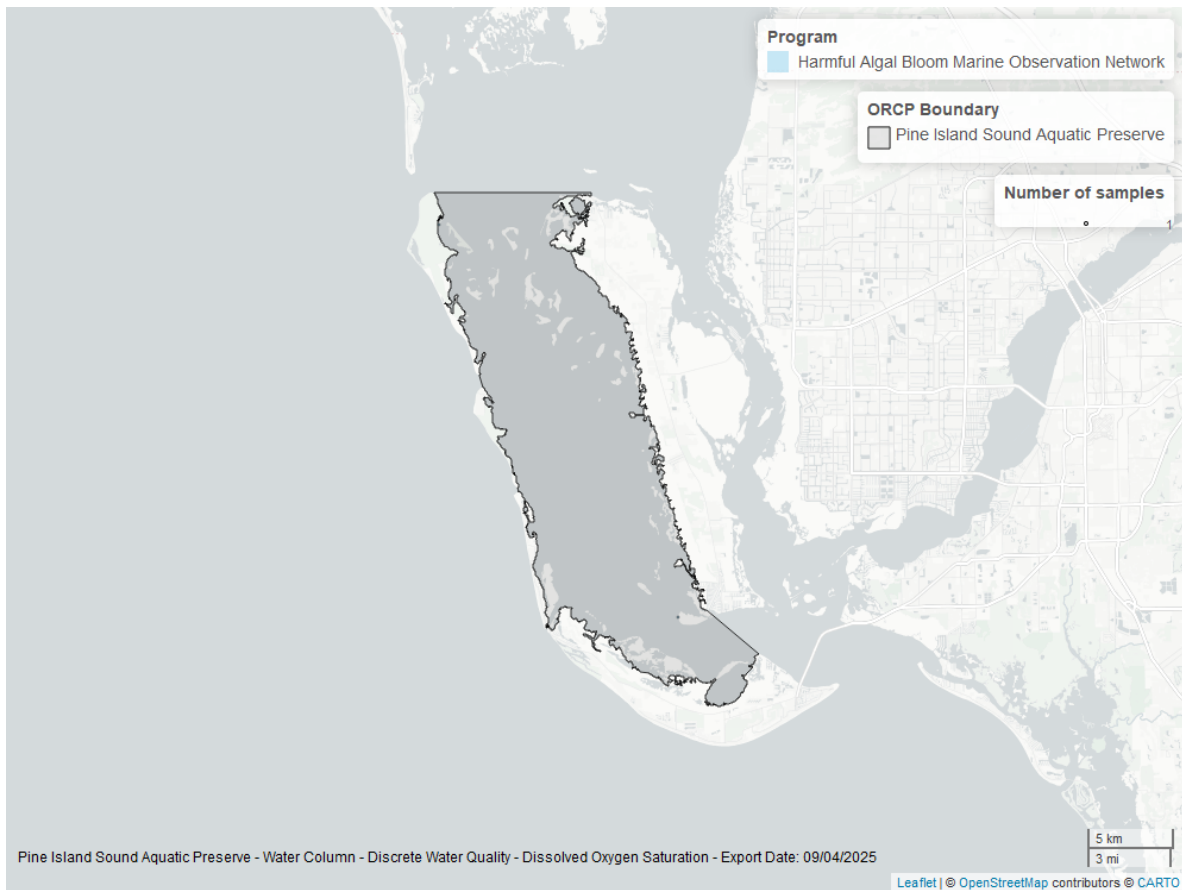 Program
Harmful Algal Bloom Marine Observation Network
ORCP Boundary
Pine Island Sound Aquatic Preserve
Number of samples
1
5 km
3 mi
Pine Island Sound Aquatic Preserve - Water Column - Discrete Water Quality - Dissolved Oxygen Saturation - Export Date: 09/04/2025
Leaflet | © OpenStreetMap contributors © CARTO